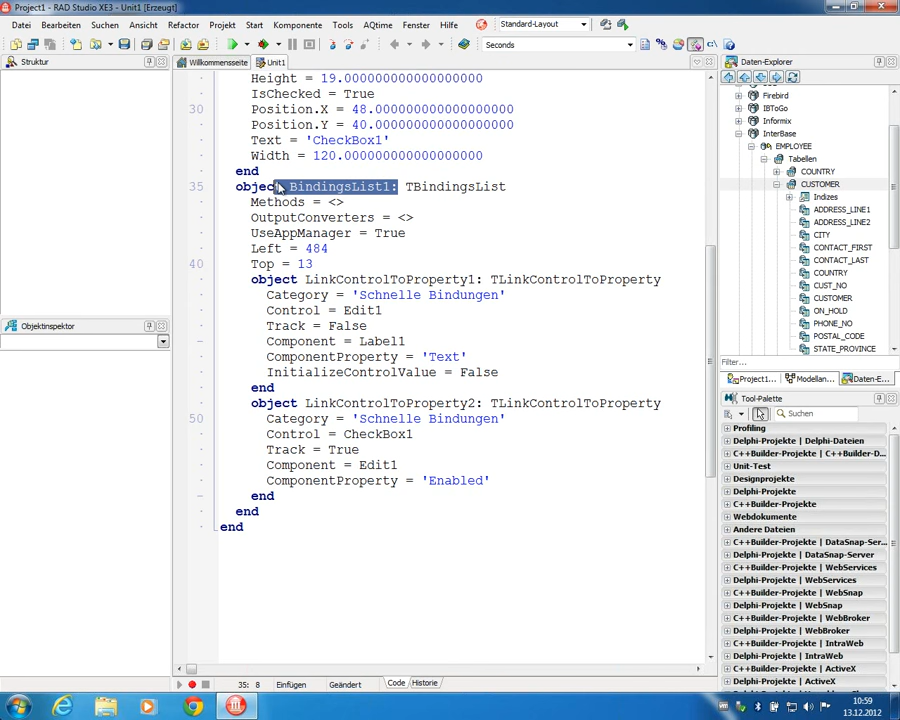 Project1 - RAD Studio XE3 - Unit1 [Erzeugt]
Datei Bearbeiten Suchen Ansicht Refactor Projekt Start Komponente Tools AQtime Fenster Hilfe Standard-Layout
Seconds
Struktur
Willkommensseite Unit1
Height = 19.000000000000000000
IsChecked = True
30 Position.X = 48.000000000000000000
Position.Y = 40.000000000000000000
Text = 'CheckBox1'
Width = 120.000000000000000000
end
35 object BindingsList1: TBindingsList
Methods = <>
OutputConverters = <>
UseAppManager = True
Left = 484
40 Top = 13
object LinkControlToProperty1: TLinkControlToProperty
Category = 'Schnelle Bindungen'
Control = Edit1
Track = False
Component = Label1
ComponentProperty = 'Text'
InitializeControlValue = False
end
object LinkControlToProperty2: TLinkControlToProperty
50 Category = 'Schnelle Bindungen'
Control = CheckBox1
Track = True
Component = Edit1
ComponentProperty = 'Enabled'
end
end
end
35: 8 Einfügen Geändert Code Historie
Objektinspektor
Daten-Explorer
Firebird
IBToGo
Informix
InterBase
EMPLOYEE
Tabellen
COUNTRY
CUSTOMER
Indizes
ADDRESS_LINE1
ADDRESS_LINE2
CITY
CONTACT_FIRST
CONTACT_LAST
COUNTRY
CUST_NO
CUSTOMER
ON_HOLD
PHONE_NO
POSTAL_CODE
STATE_PROVINCE
Filter...
Project1... Modellan... Daten-E...
Tool-Palette
Suchen
Profiling
Delphi-Projekte | Delphi-Dateien
C++Builder-Projekte | C++Builder-D...
Unit-Test
Designprojekte
Delphi-Projekte
C++Builder-Projekte
Webdokumente
Andere Dateien
C++Builder-Projekte | DataSnap-Ser...
Delphi-Projekte | DataSnap-Server
C++Builder-Projekte | WebServices
Delphi-Projekte | WebServices
C++Builder-Projekte | WebSnap
Delphi-Projekte | WebSnap
C++Builder-Projekte | WebBroker
Delphi-Projekte | WebBroker
C++Builder-Projekte | IntraWeb
Delphi-Projekte | IntraWeb
C++Builder-Projekte | ActiveX
Delphi-Projekte | ActiveX
10:59
13.12.2012